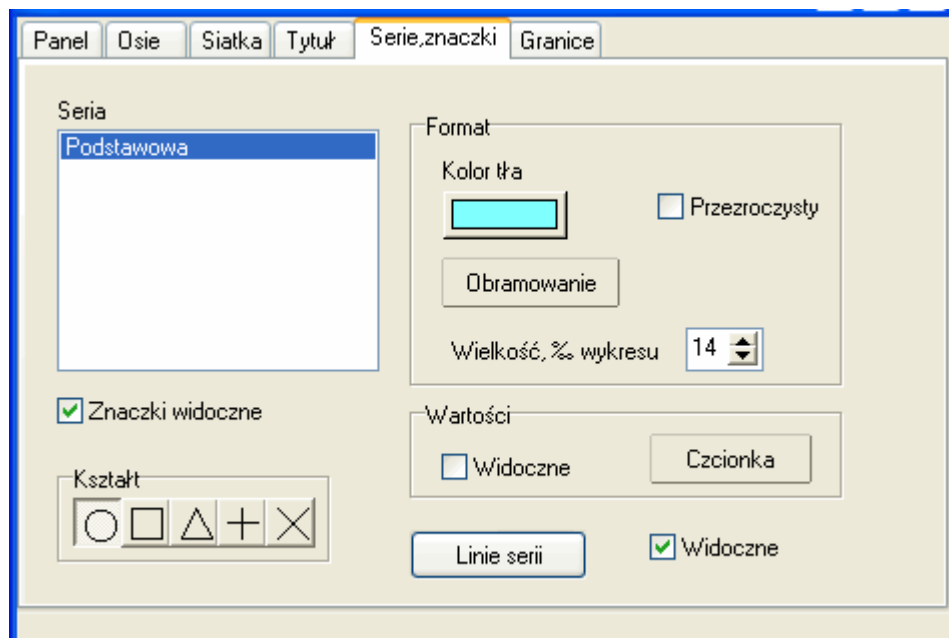 Panel
Osie
Siatka
Tytuł
Serie,znaczki
Granice
Seria
Podstawowa
Znaczki widoczne
Kształt
Format
Kolor tła
Przezroczysty
Obramowanie
Wielkość, ‰ wykresu
14
Wartości
Widoczne
Czcionka
Linie serii
Widoczne